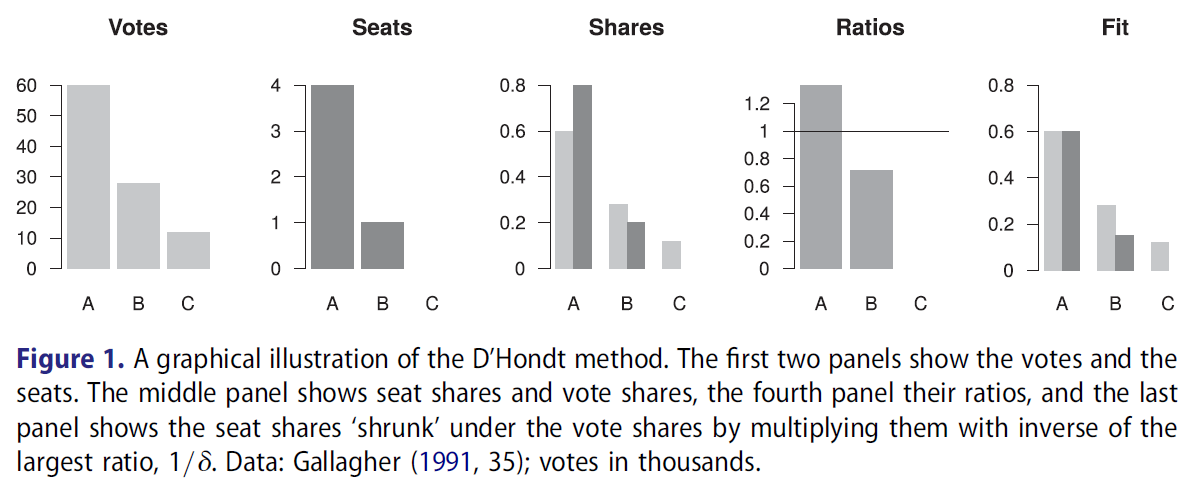 Votes Seats Shares Ratios Fit
60 50 40 30 20 10 0
A B C
4 3 2 1 0
A B C
0.8 0.6 0.4 0.2 0
A B C
1.2 1 0.8 0.6 0.4 0.2 0
A B C
0.8 0.6 0.4 0.2 0
A B C
Figure 1. A graphical illustration of the D’Hondt method. The first two panels show the votes and the
seats. The middle panel shows seat shares and vote shares, the fourth panel their ratios, and the last
panel shows the seat shares ‘shrunk’ under the vote shares by multiplying them with inverse of the
largest ratio, 1/δ. Data: Gallagher (1991, 35); votes in thousands.